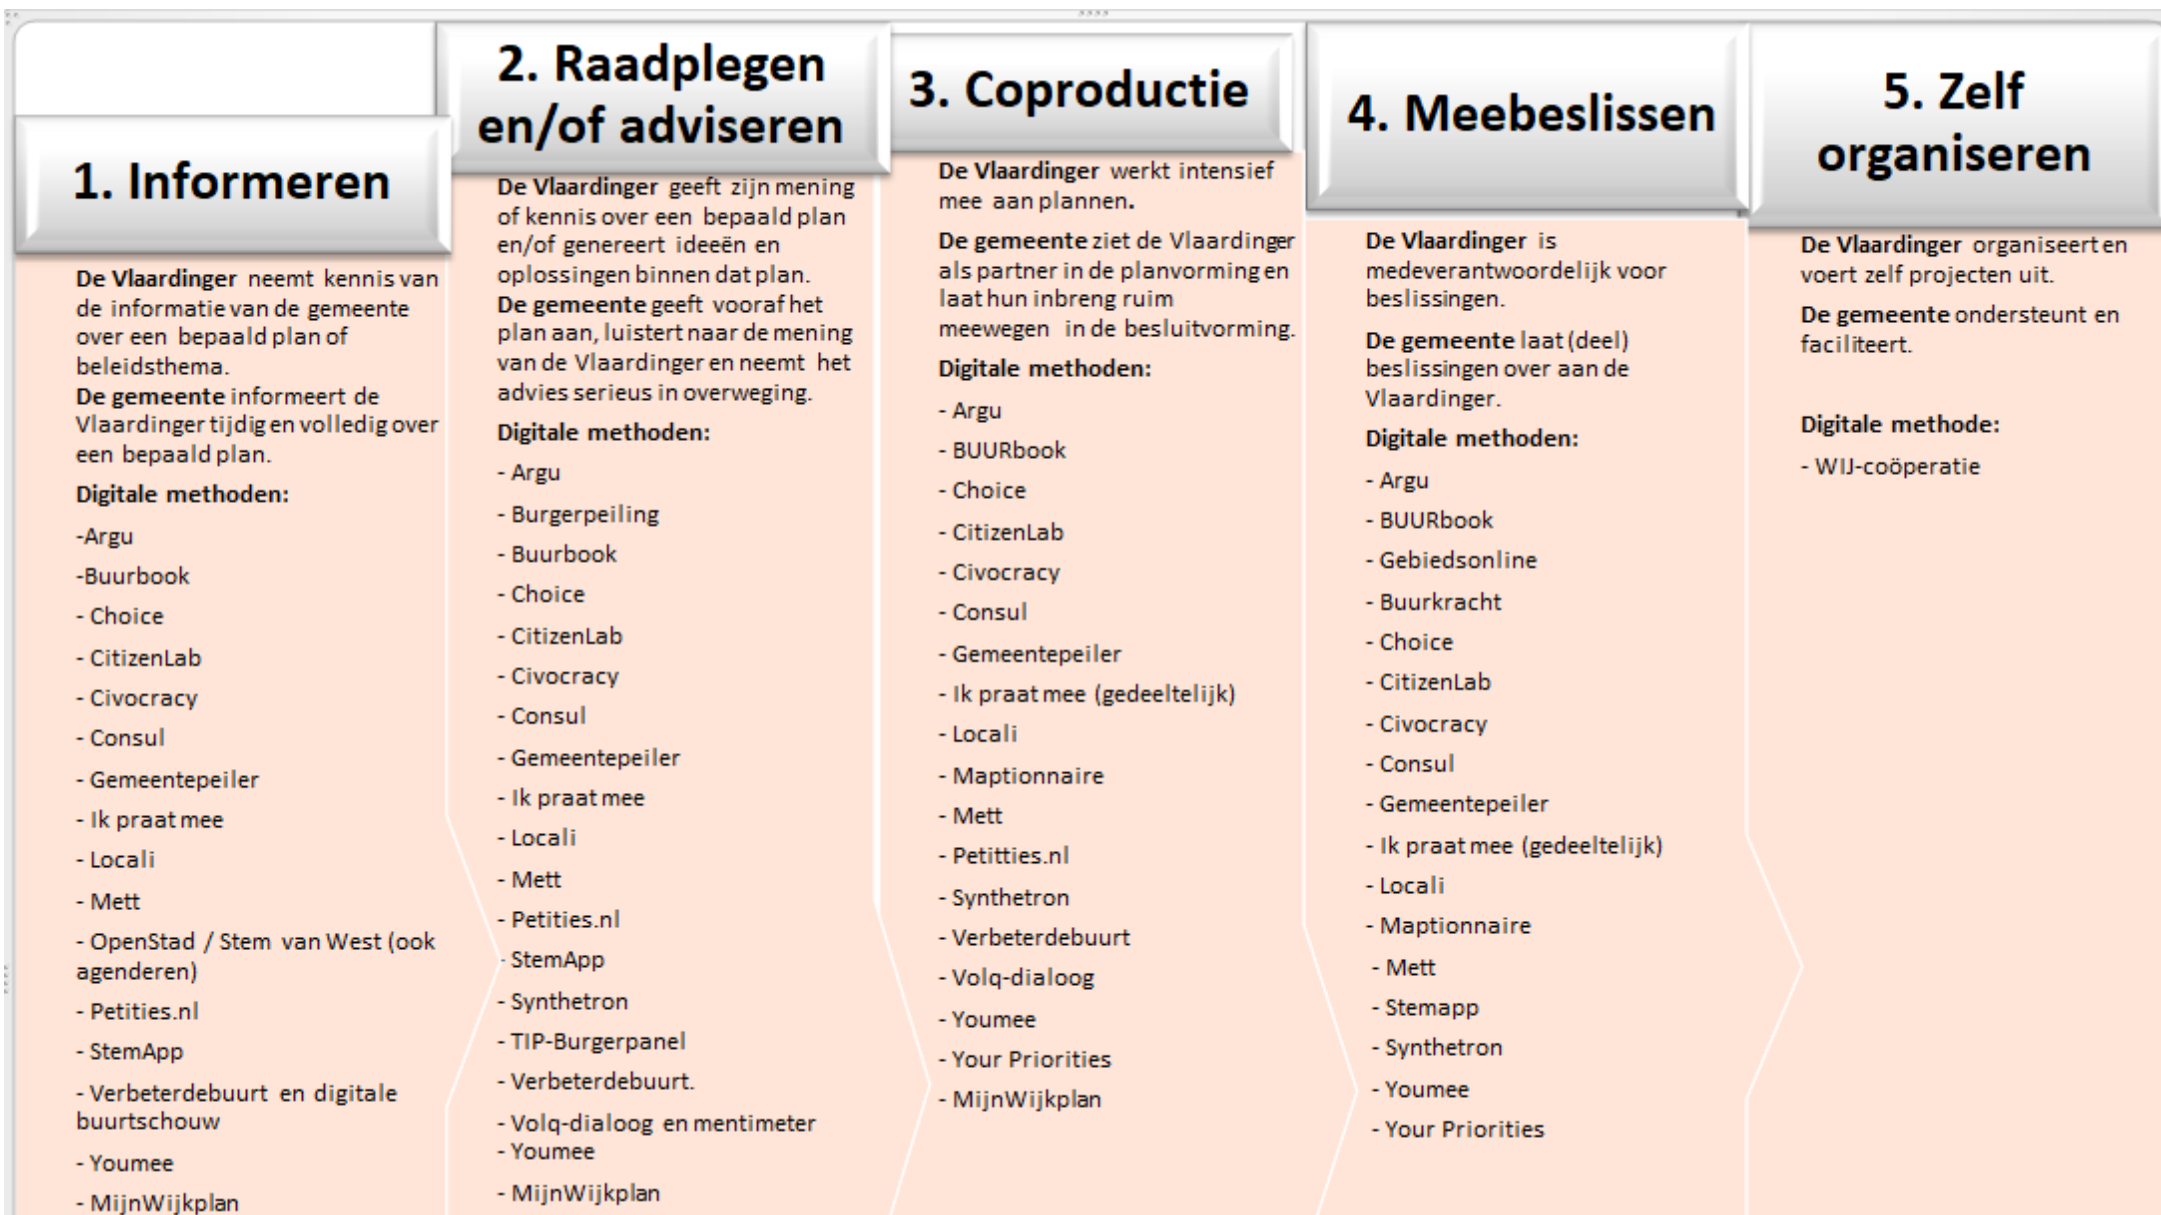 1. Informeren
De Vlaardinger neemt kennis van
de informatie van de gemeente
over een bepaald plan of
beleidsthema.
De gemeente informeert de
Vlaardinger tijdig en volledig over
een bepaald plan.
Digitale methoden:
-Argu
-Buurbook
- Choice
- CitizenLab
- Civocracy
- Consul
- Gemeentepeiler
- Ik praat mee
- Locali
- Mett
- OpenStad / Stem van West (ook
agenderen)
- Petities.nl
- StemApp
- Verbeterdebuurt en digitale
buurtschouw
- Youmee
- MijnWijkplan
2. Raadplegen
en/of adviseren
De Vlaardinger geeft zijn mening
of kennis over een bepaald plan
en/of genereert ideeën en
oplossingen binnen dat plan.
De gemeente geeft vooraf het
plan aan, luistert naar de mening
van de Vlaardinger en neemt het
advies serieus in overweging.
Digitale methoden:
- Argu
- Burgerpeiling
- Buurbook
- Choice
- CitizenLab
- Civocracy
- Consul
- Gemeentepeiler
- Ik praat mee
- Locali
- Mett
- Petities.nl
- StemApp
- Synthetron
- TIP-Burgerpanel
- Verbeterdebuurt.
- Volq-dialoog en mentimeter
- Youmee
- MijnWijkplan
3. Coproductie
De Vlaardinger werkt intensief
mee aan plannen.
De gemeente ziet de Vlaardinger
als partner in de planvorming en
laat hun inbreng ruim
meewegen in de besluitvorming.
Digitale methoden:
- Argu
- BUURbook
- Choice
- CitizenLab
- Civocracy
- Consul
- Gemeentepeiler
- Ik praat mee (gedeeltelijk)
- Locali
- Maptionnaire
- Mett
- Petitties.nl
- Synthetron
- Verbeterdebuurt
- Volq-dialoog
- Youmee
- Your Priorities
- MijnWijkplan
4. Meebeslissen
De Vlaardinger is
medeverantwoordelijk voor
beslissingen.
De gemeente laat (deel)
beslissingen over aan de
Vlaardinger.
Digitale methoden:
- Argu
- BUURbook
- Gebiedsonline
- Buurkracht
- Choice
- CitizenLab
- Civocracy
- Consul
- Gemeentepeiler
- Ik praat mee (gedeeltelijk)
- Locali
- Maptionnaire
- Mett
- Stemapp
- Synthetron
- Youmee
- Your Priorities
5. Zelf
organiseren
De Vlaardinger organiseert en
voert zelf projecten uit.
De gemeente ondersteunt en
faciliteert.
Digitale methode:
- WIJ-coöperatie